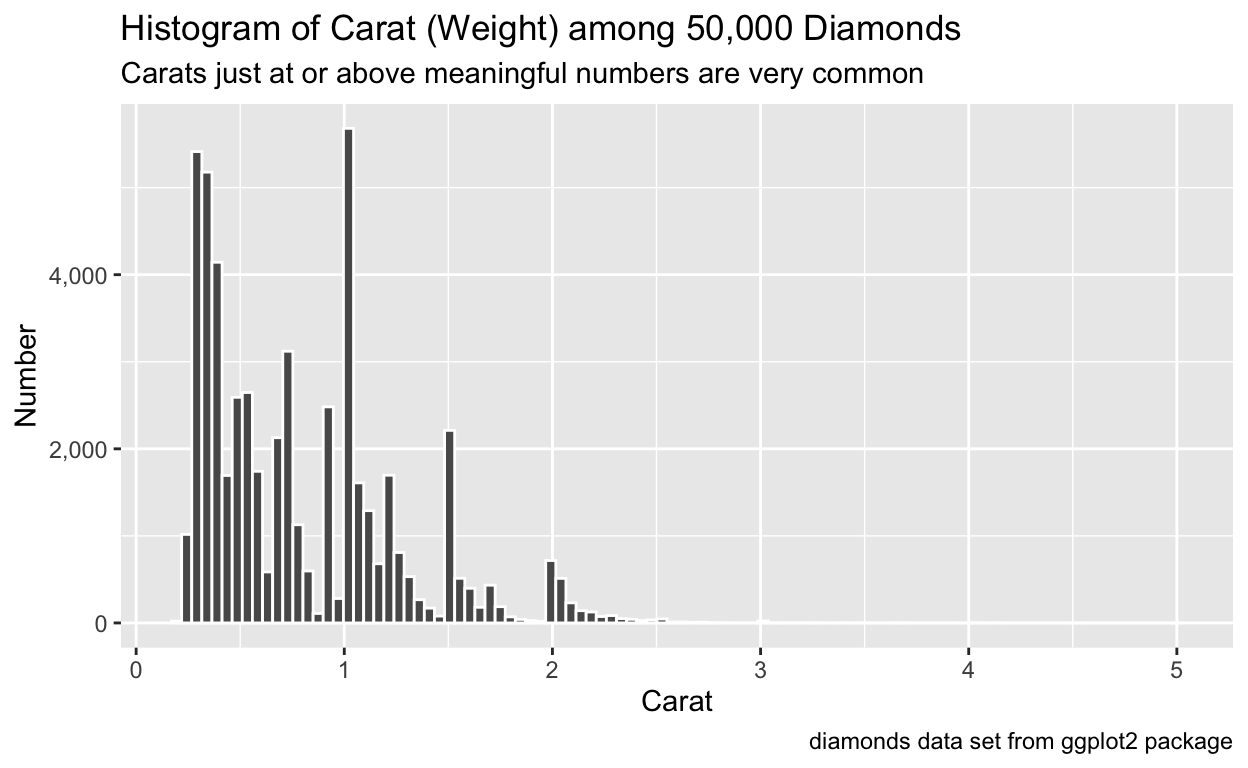 Histogram of Carat (Weight) among 50,000 Diamonds
Carats just at or above meaningful numbers are very common
Number
4,000
2,000
0
0 1 2 3 4 5
Carat
diamonds data set from ggplot2 package